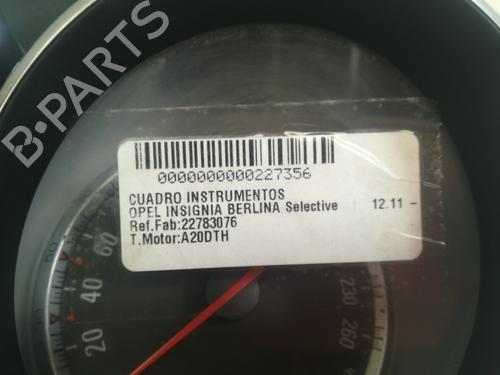 B-PARTS
0000000000227356
CUADRO INSTRUMENTOS
OPEL INSIGNIA BERLINA Selective 12.11 -
Ref.Fab:22783076
T.Motor:A20DTH
60
40
20
220
260